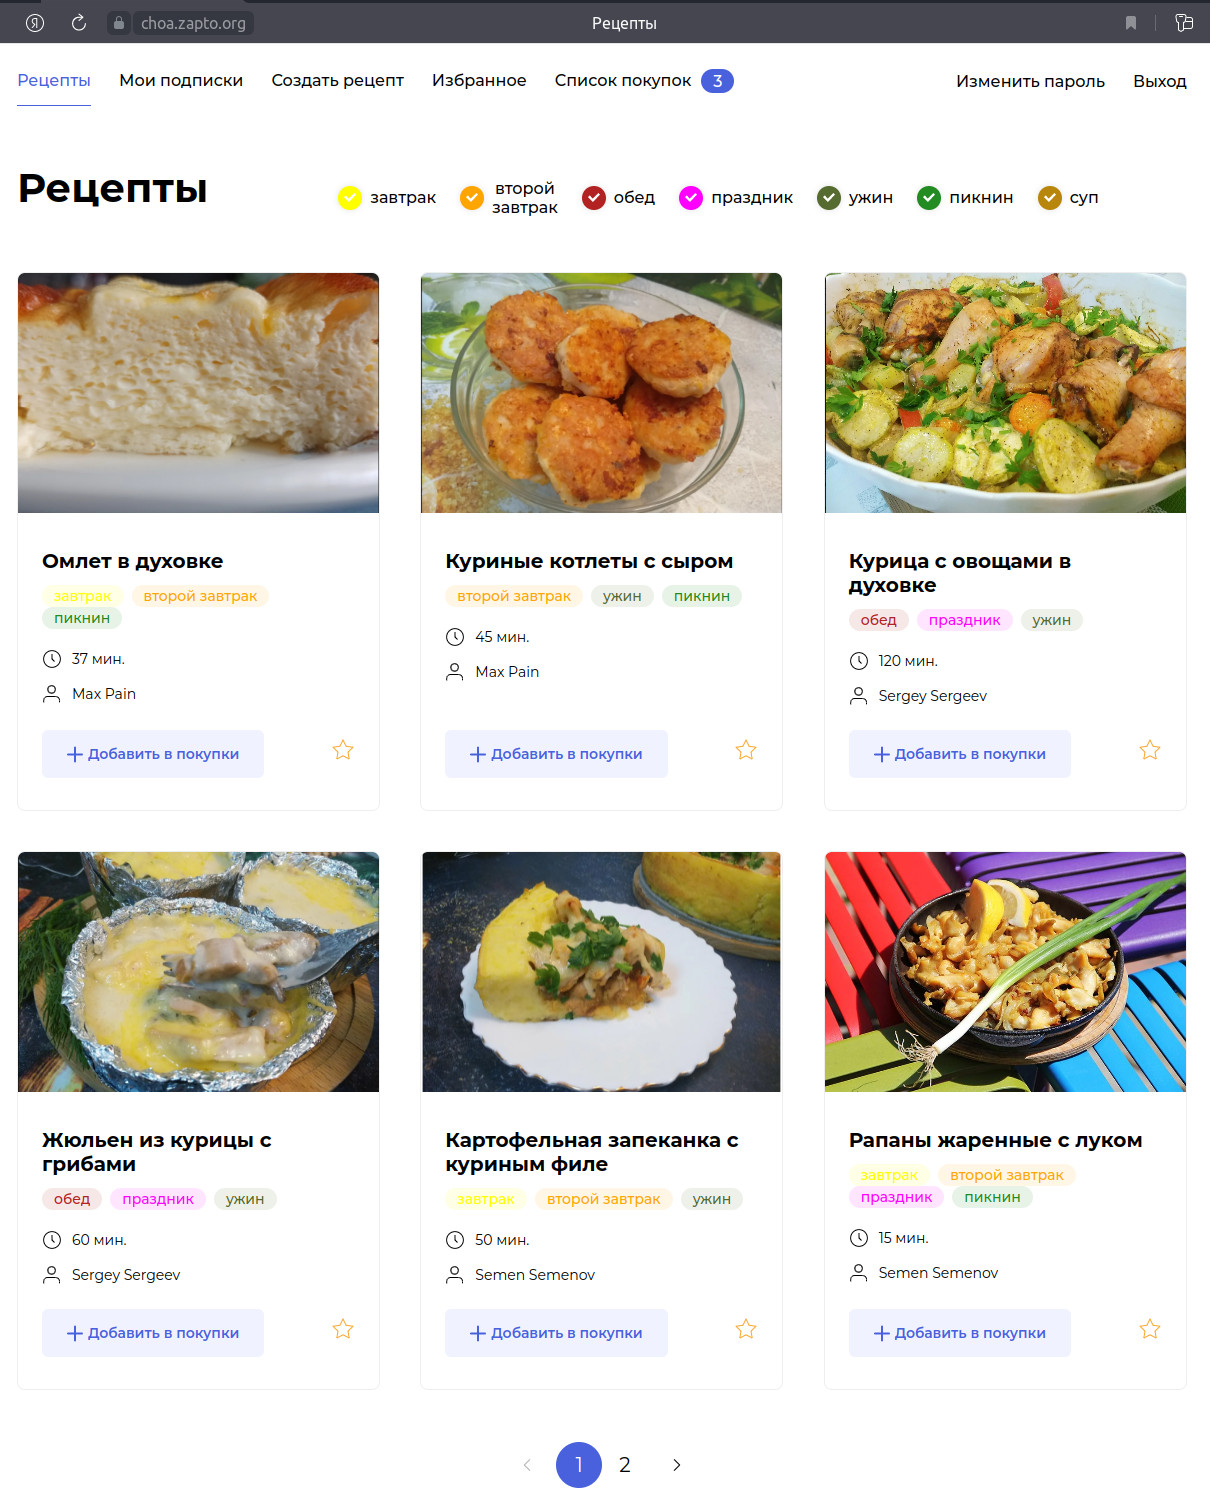 choa.zapto.org
Рецепты
Рецепты Мои подписки Создать рецепт Избранное Список покупок 3 Изменить пароль Выход
Рецепты
завтрак
второй
завтрак
обед
праздник
ужин
пикнин
суп
Омлет в духовке
завтрак второй завтрак
пикнин
37 мин.
Max Pain
Добавить в покупки
Куриные котлеты с сыром
второй завтрак ужин пикнин
45 мин.
Max Pain
Добавить в покупки
Курица с овощами в
духовке
обед праздник ужин
120 мин.
Sergey Sergeev
Добавить в покупки
Жюльен из курицы с
грибами
обед праздник ужин
60 мин.
Sergey Sergeev
Добавить в покупки
Картофельная запеканка с
куриным филе
завтрак второй завтрак ужин
50 мин.
Semen Semenov
Добавить в покупки
Рапаны жаренные с луком
завтрак второй завтрак
праздник пикнин
15 мин.
Semen Semenov
Добавить в покупки
1 2